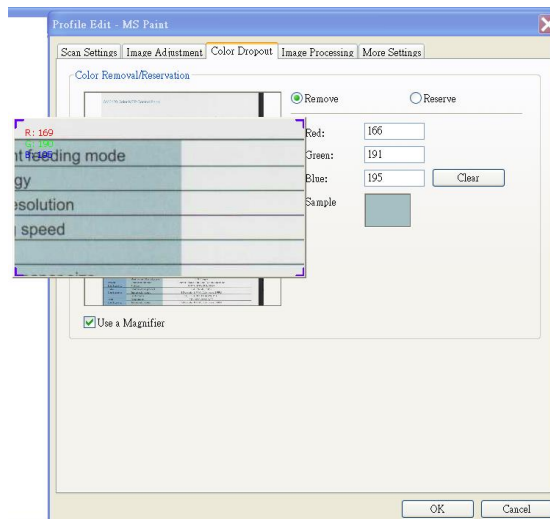 Profile Edit - MS Paint
Scan Settings Image Adjustment Color Dropout Image Processing More Settings
Color Removal/Reservation
Remove Reserve
R: 169
G: 190
B: 195
nt feeding mode
gy
esolution
speed
Red: 166
Green: 191
Blue: 195 Clear
Sample
Use a Magnifier
OK Cancel